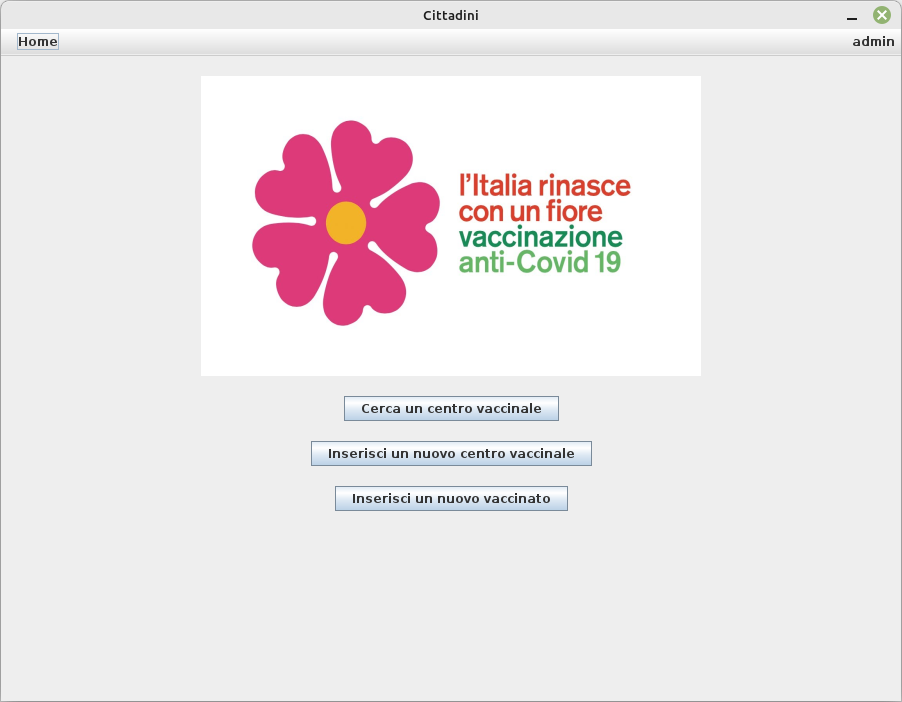 Cittadini
Home
admin
l'Italia rinasce
con un fiore
vaccinazione
anti-Covid 19
Cerca un centro vaccinale
Inserisci un nuovo centro vaccinale
Inserisci un nuovo vaccinato